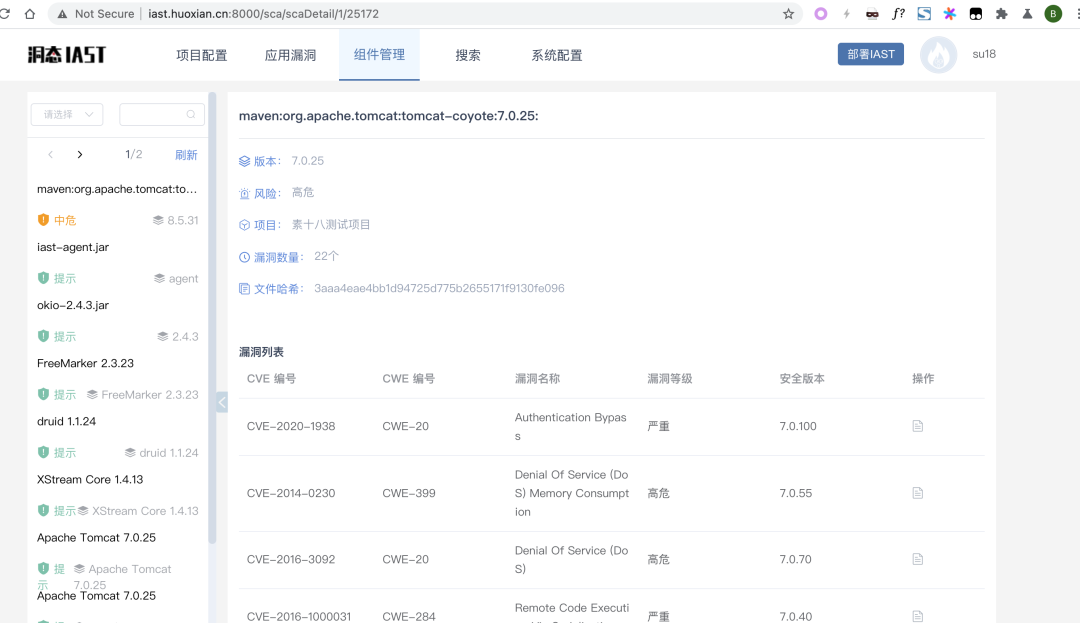 Not Secure | iast.huoxian.cn:8000/sca/scaDetail/1/25172
f?
B
洞态IAST
项目配置
应用漏洞
组件管理
搜索
系统配置
部署IAST
su18
请选择
1/2
刷新
maven:org.apache.tomcat:to...
中危 8.5.31
iast-agent.jar
提示 agent
okio-2.4.3.jar
提示 2.4.3
FreeMarker 2.3.23
提示 FreeMarker 2.3.23
druid 1.1.24
提示 druid 1.1.24
XStream Core 1.4.13
提示 XStream Core 1.4.13
Apache Tomcat 7.0.25
提 Apache Tomcat
示 7.0.25
Apache Tomcat 7.0.25
maven:org.apache.tomcat:tomcat-coyote:7.0.25:
版本: 7.0.25
风险: 高危
项目: 素十八测试项目
漏洞数量: 22个
文件哈希: 3aaa4eae4bb1d94725d775b2655171f9130fe096
漏洞列表
CVE 编号 CWE 编号 漏洞名称 漏洞等级 安全版本 操作
CVE-2020-1938 CWE-20 Authentication Bypas
s 严重 7.0.100
CVE-2014-0230 CWE-399 Denial Of Service (Do
S) Memory Consumpt
ion 高危 7.0.55
CVE-2016-3092 CWE-20 Denial Of Service (Do
S) 高危 7.0.70
CVE-2016-1000031 CWE-284 Remote Code Executi
严重 7.0.40